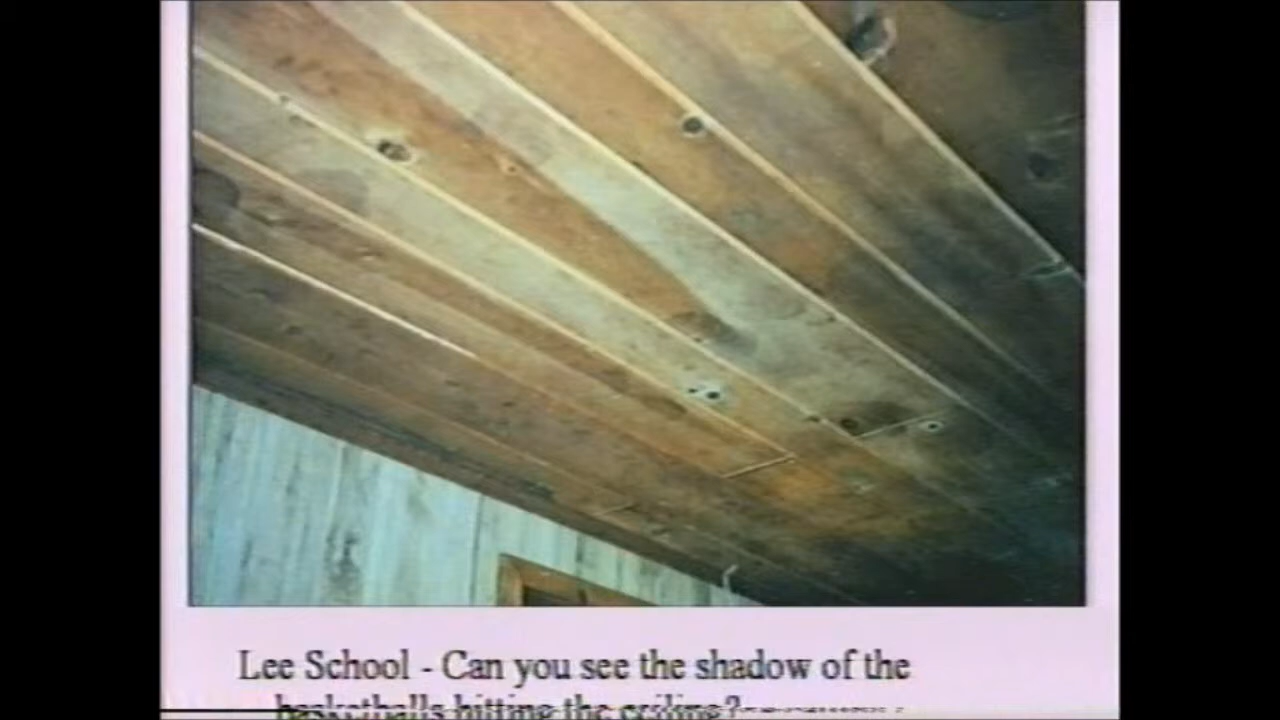 Lee School - Can you see the shadow of the
basketballs hitting the ceiling?